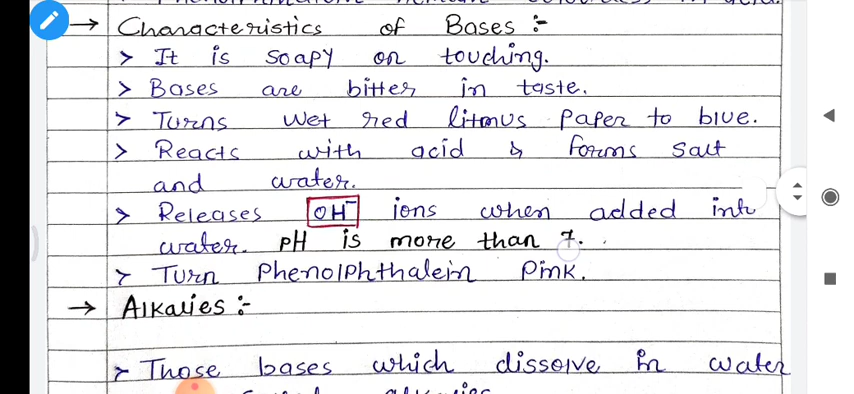 → Characteristics of Bases :-
> It is soapy on touching.
> Bases are bitter in taste.
> Turns wet red litmus paper to blue.
> Reacts with acid & forms salt
and water.
> Releases OH⁻ ions when added into
water. pH is more than 7.
> Turn Phenolphthalein Pink.
→ Alkalies :-
> Those bases which dissolve in water